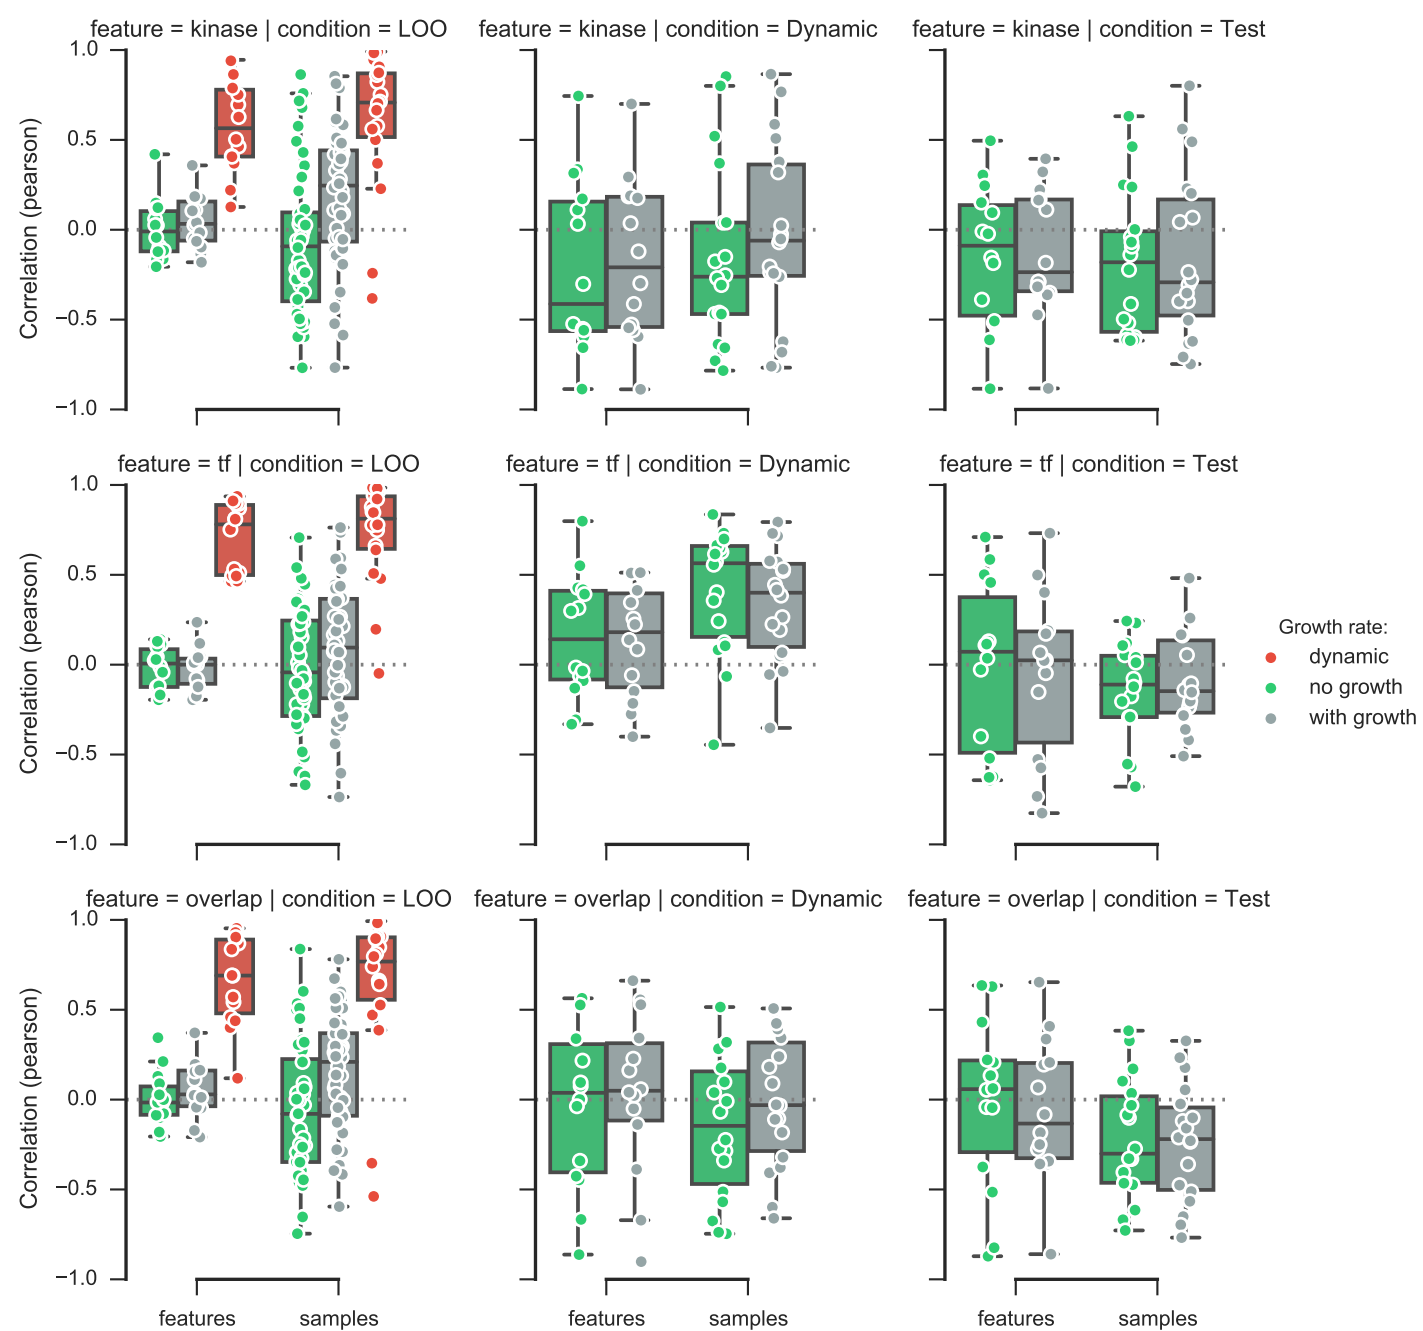 feature = kinase | condition = LOO
feature = kinase | condition = Dynamic
feature = kinase | condition = Test
Correlation (pearson)
1.0
0.5
0.0
−0.5
−1.0
feature = tf | condition = LOO
feature = tf | condition = Dynamic
feature = tf | condition = Test
Correlation (pearson)
1.0
0.5
0.0
−0.5
−1.0
Growth rate:
dynamic
no growth
with growth
feature = overlap | condition = LOO
feature = overlap | condition = Dynamic
feature = overlap | condition = Test
Correlation (pearson)
1.0
0.5
0.0
−0.5
−1.0
features samples
features samples
features samples